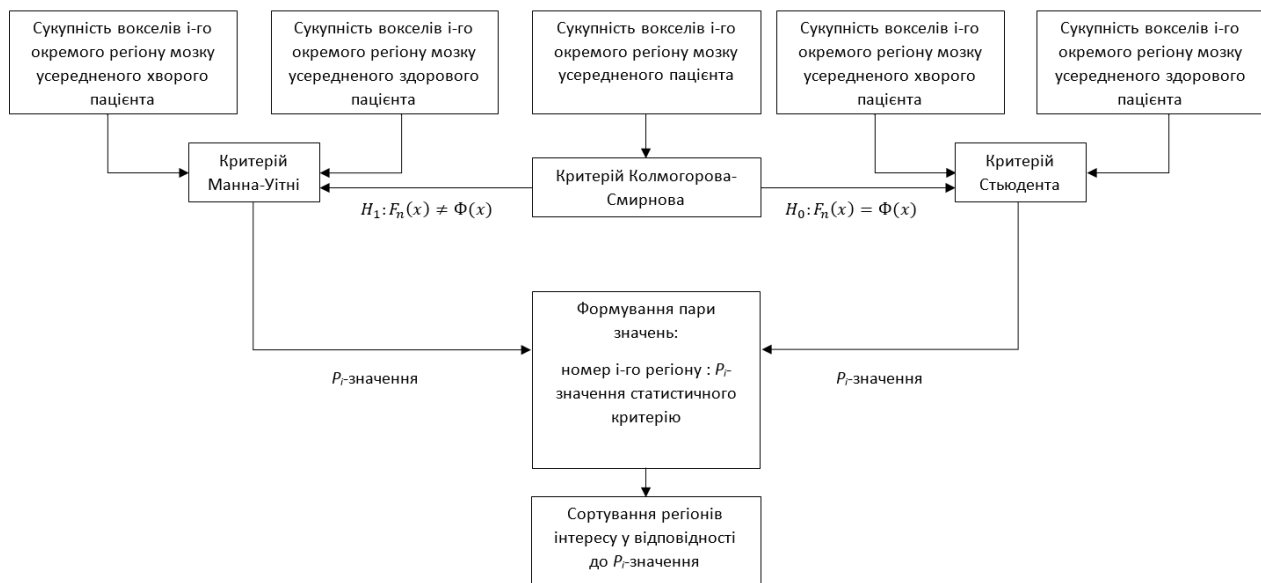 Сукупність вокселів і-го
окремого регіону мозку
усередненого хворого
пацієнта
Сукупність вокселів і-го
окремого регіону мозку
усередненого здорового
пацієнта
Сукупність вокселів і-го
окремого регіону мозку
усередненого пацієнта
Сукупність вокселів і-го
окремого регіону мозку
усередненого хворого
пацієнта
Сукупність вокселів і-го
окремого регіону мозку
усередненого здорового
пацієнта
Критерій
Манна-Уітні
Критерій Колмогорова-
Смирнова
Критерій
Стьюдента
H₁: Fₙ(x) ≠ Φ(x)
H₀: Fₙ(x) = Φ(x)
Формування пари
значень:
номер і-го регіону : Pᵢ-
значення статистичного
критерію
Pᵢ-значення
Pᵢ-значення
Сортування регіонів
інтересу у відповідності
до Pᵢ-значення